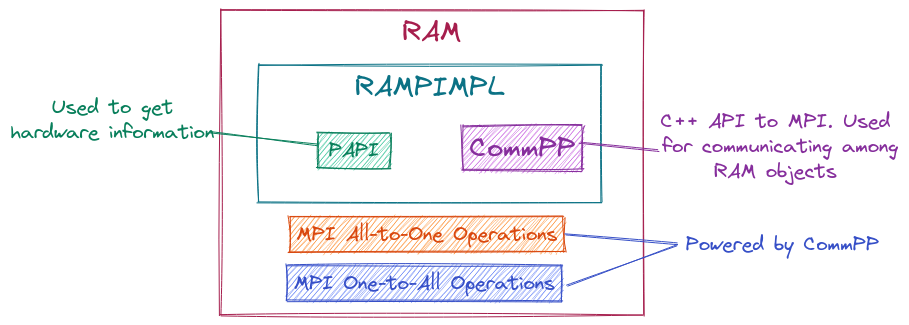 RAM
RAMPIMPL
Used to get
hardware information
PAPI
CommPP
C++ API to MPI. Used
for communicating among
RAM objects
MPI All-to-One Operations
Powered by CommPP
MPI One-to-All Operations